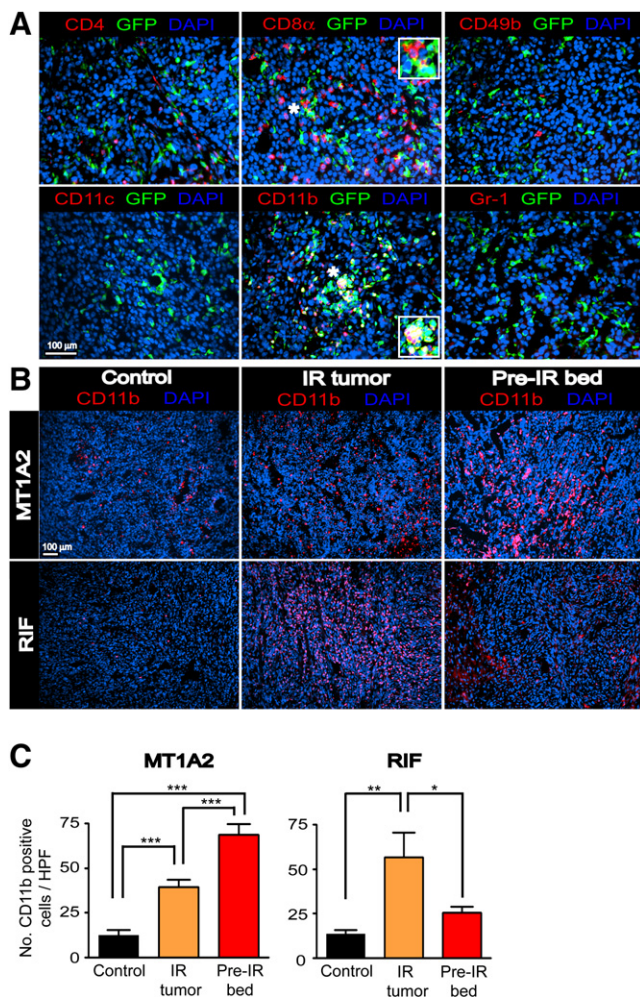 A
CD4 GFP DAPI
CD8α GFP DAPI
CD49b GFP DAPI
CD11c GFP DAPI
CD11b GFP DAPI
Gr-1 GFP DAPI
100 µm
B
Control
IR tumor
Pre-IR bed
CD11b DAPI
CD11b DAPI
CD11b DAPI
MT1A2
100 µm
RIF
C
MT1A2
RIF
No. CD11b positive
cells / HPF
75
50
25
0
***
***
***
Control
IR
tumor
Pre-IR
bed
75
50
25
0
**
*
Control
IR
tumor
Pre-IR
bed